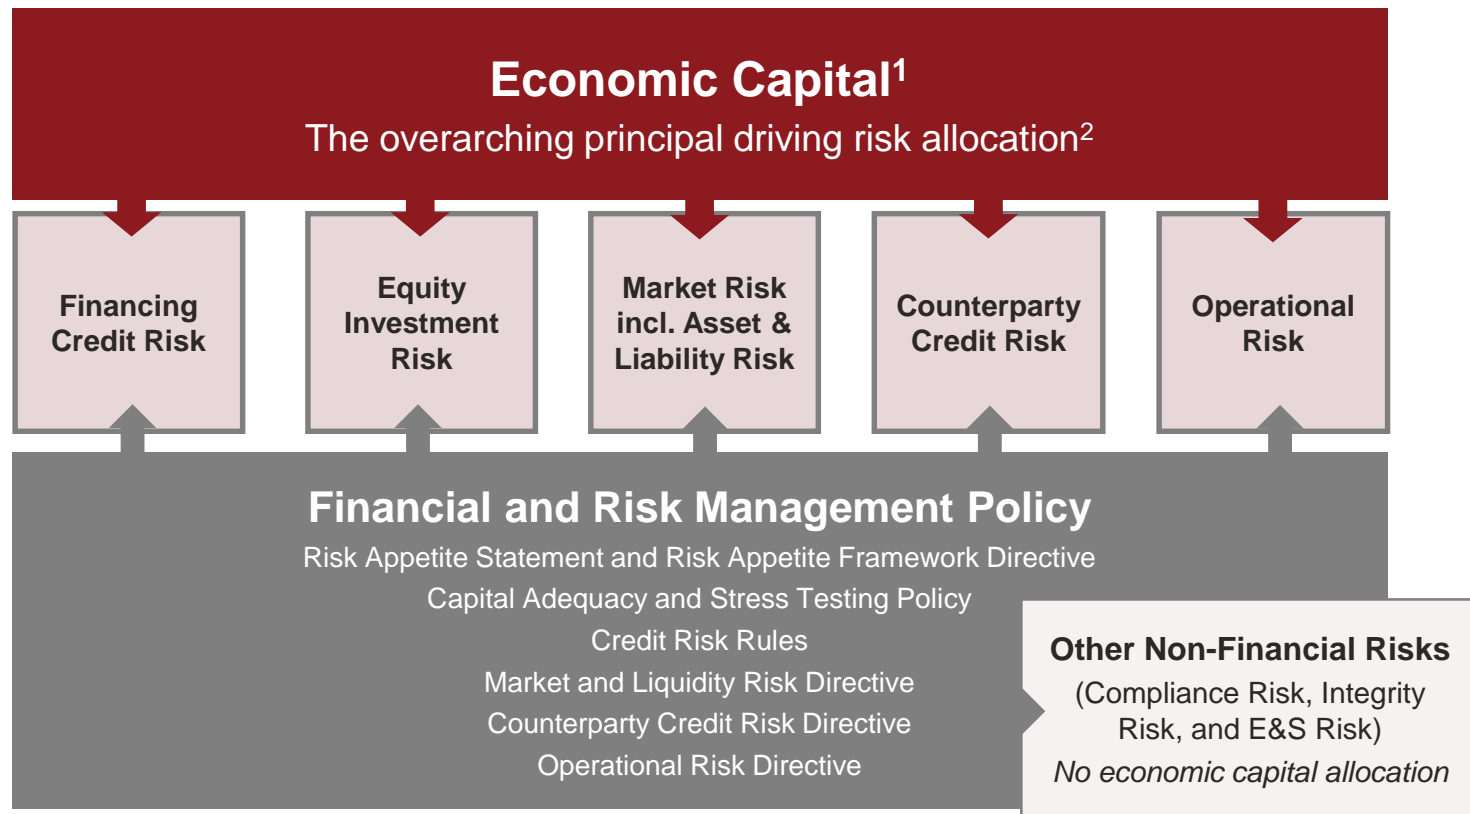 Economic Capital¹
The overarching principal driving risk allocation²
Financing
Credit Risk
Equity
Investment
Risk
Market Risk
incl. Asset &
Liability Risk
Counterparty
Credit Risk
Operational
Risk
Financial and Risk Management Policy
Risk Appetite Statement and Risk Appetite Framework Directive
Capital Adequacy and Stress Testing Policy
Credit Risk Rules
Market and Liquidity Risk Directive
Counterparty Credit Risk Directive
Operational Risk Directive
Other Non-Financial Risks
(Compliance Risk, Integrity
Risk, and E&S Risk)
No economic capital allocation